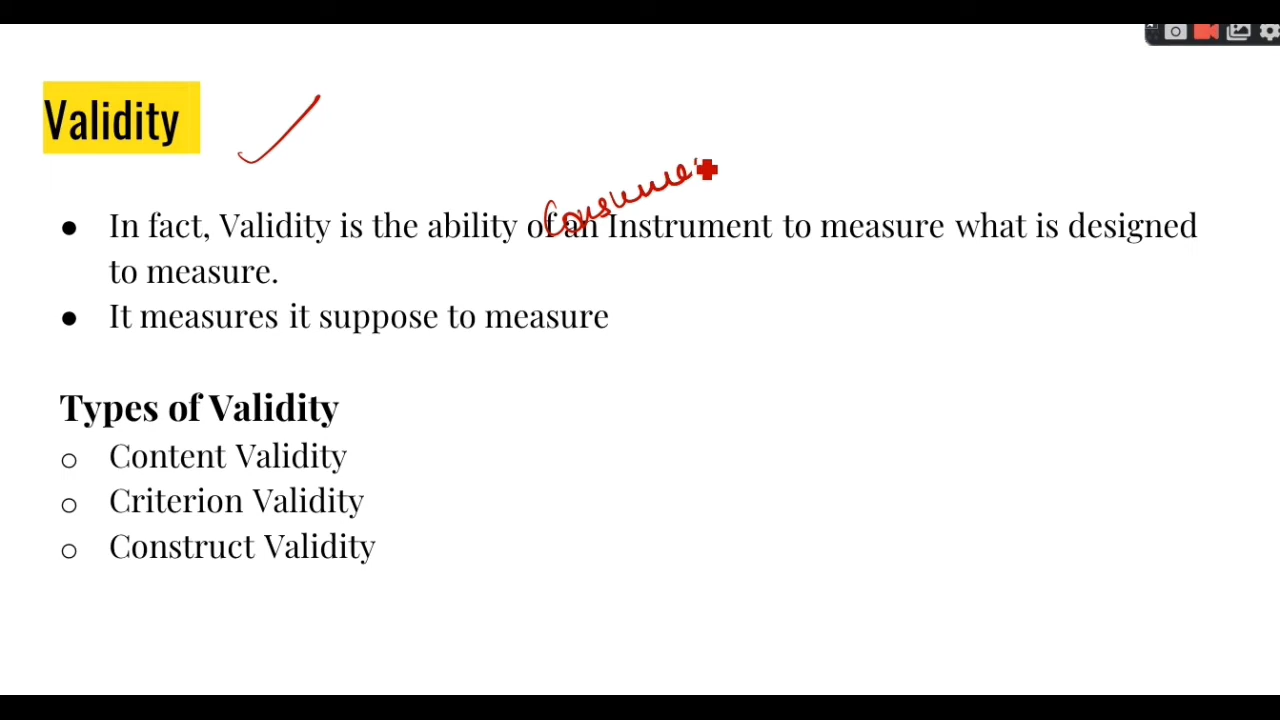 Validity
Consume
In fact, Validity is the ability of an Instrument to measure what is designed
to measure.
It measures it suppose to measure
Types of Validity
Content Validity
Criterion Validity
Construct Validity